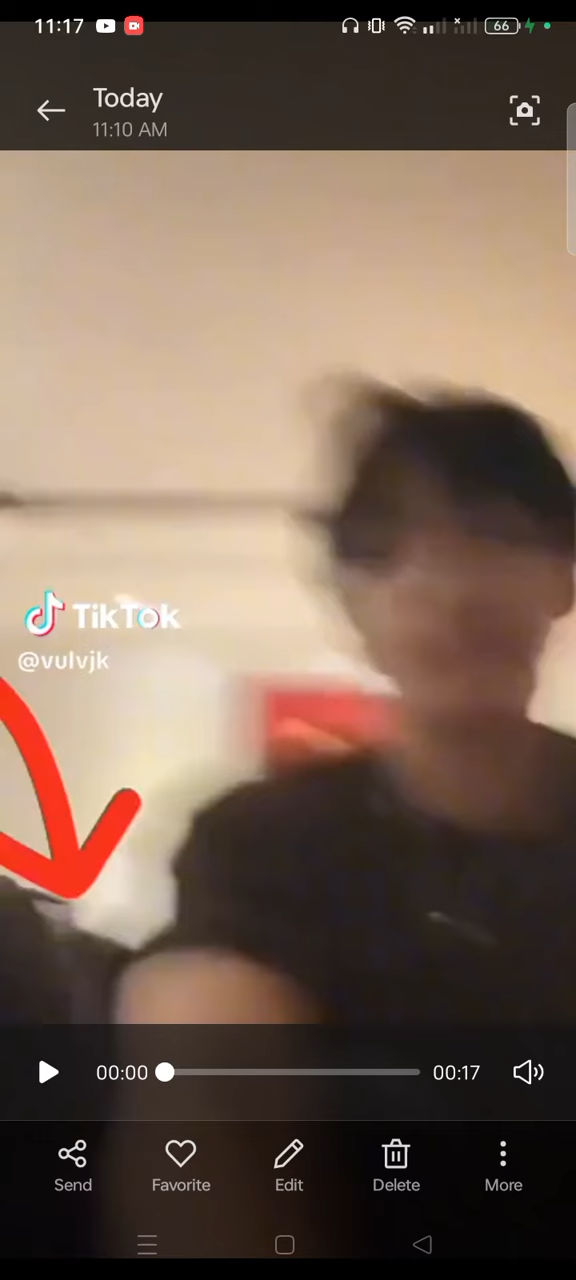 11:17
66
Today
11:10 AM
TikTok
@vulvjk
00:00
00:17
Send
Favorite
Edit
Delete
More